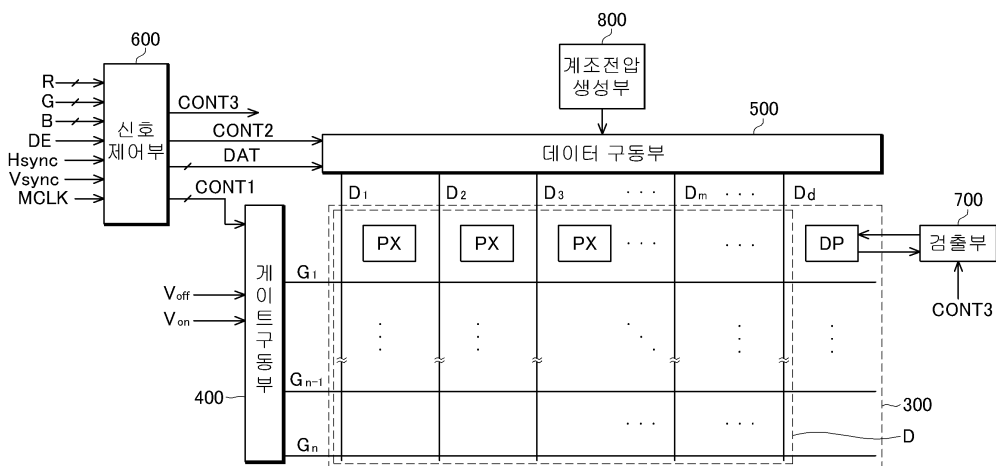 600
R
G
B
DE
Hsync
Vsync
MCLK
신호
제어부
CONT3
CONT2
DAT
CONT1
800
계조전압
생성부
500
데이터 구동부
D1
D2
D3
· · · ·
Dm
· · ·
Dd
PX
PX
PX
· · ·
· · ·
DP
700
검출부
CONT3
G1
Voff
Von
게이트 구동부
400
Gn-1
Gn
· · ·
· · ·
300
D